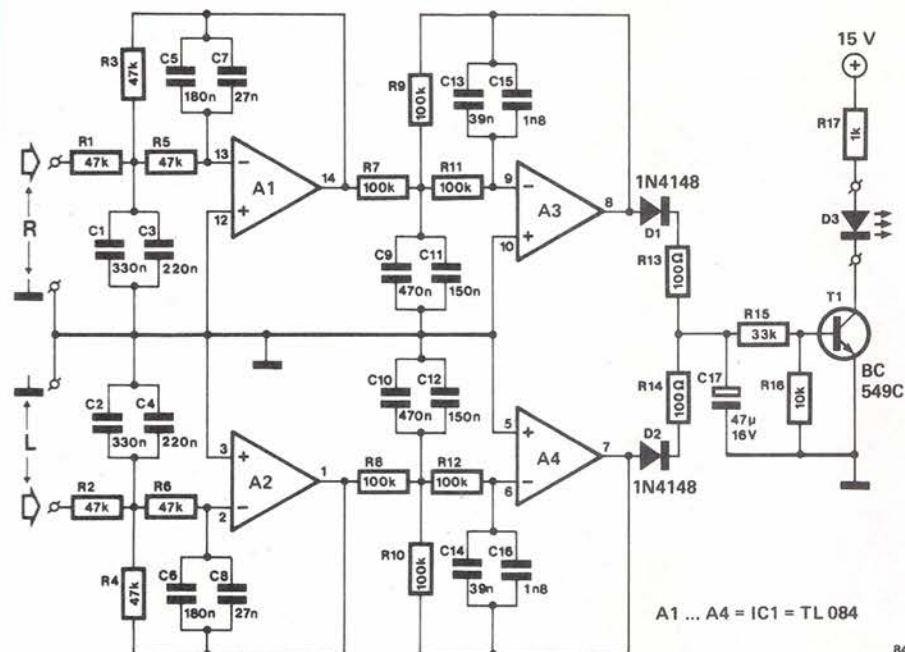 R3
47k
C5
180n
C7
27n
R1
47k
R5
47k
13
−
A1
14
+
12
R
C1
330n
C3
220n
R7
100k
R9
100k
C13
39n
C15
1n8
R11
100k
9
−
A3
8
+
10
C9
470n
C11
150n
1N4148
D1
R13
100Ω
15 V
+
R17
1k
D3
T1
R15
33k
BC
549C
R16
10k
C17
47µ
16V
R14
100Ω
D2
1N4148
L
C2
330n
C4
220n
C10
470n
C12
150n
3
+
A2
1
−
2
R2
47k
R6
47k
R4
47k
C6
180n
C8
27n
R8
100k
R12
100k
5
+
A4
7
−
6
R10
100k
C14
39n
C16
1n8
A1 ... A4 = IC1 = TL 084